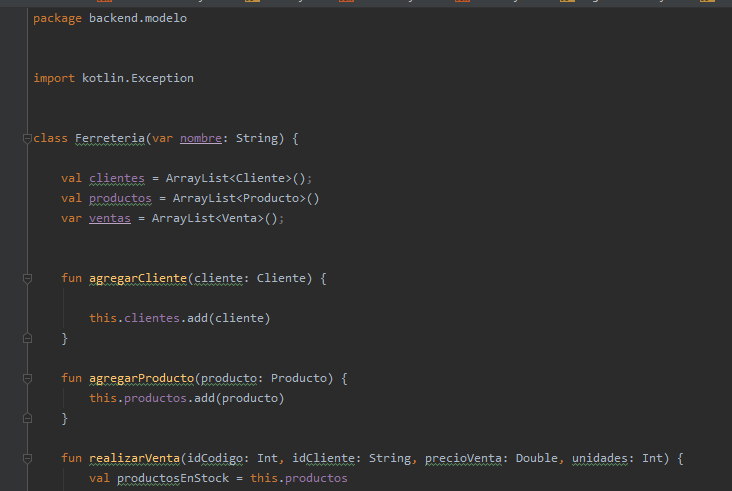 package backend.modelo
import kotlin.Exception
class Ferreteria(var nombre: String) {
val clientes = ArrayList<Cliente>();
val productos = ArrayList<Producto>()
var ventas = ArrayList<Venta>();
fun agregarCliente(cliente: Cliente) {
this.clientes.add(cliente)
}
fun agregarProducto(producto: Producto) {
this.productos.add(producto)
}
fun realizarVenta(idCodigo: Int, idCliente: String, precioVenta: Double, unidades: Int) {
val productosEnStock = this.productos